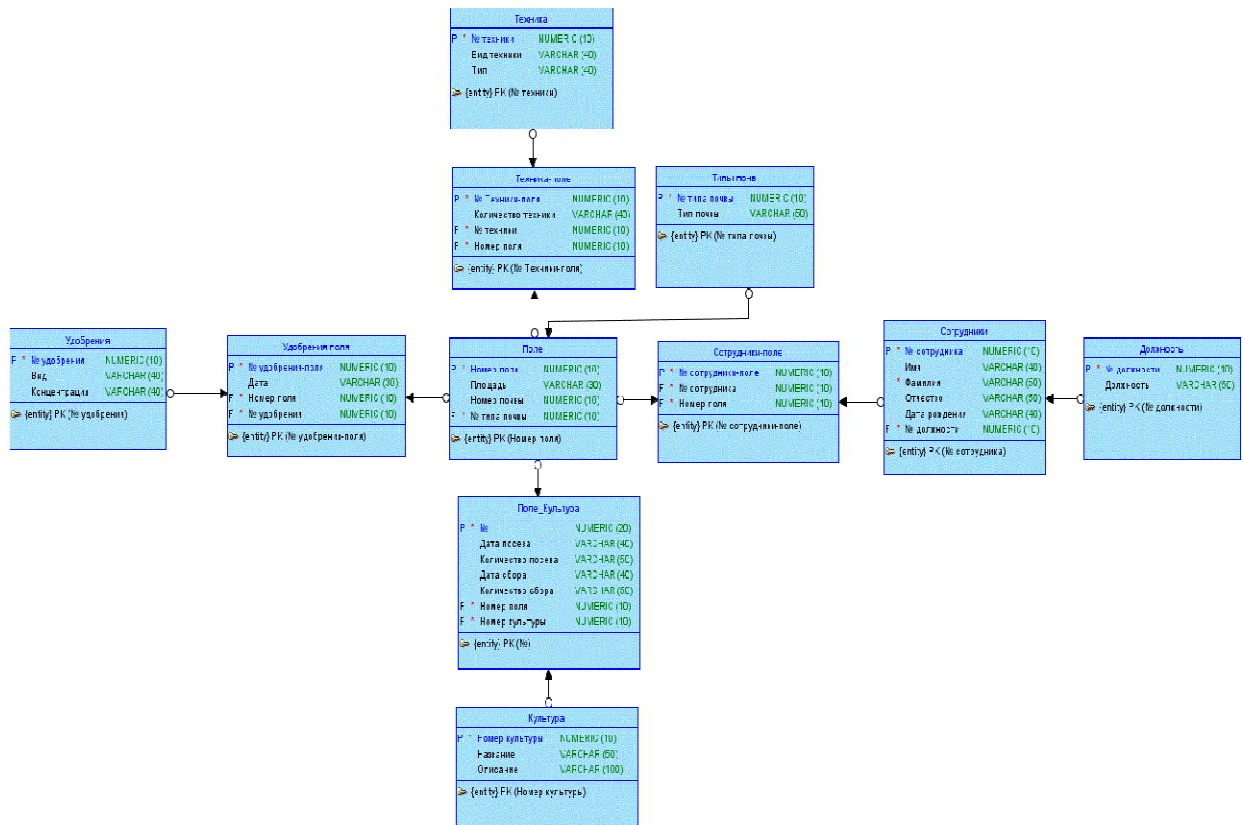 Техника
P * № техники NUMERIC (10)
Вид техники VARCHAR (40)
Тип VARCHAR (40)
{entity} PK (№ техники)
Техника-поле
P * № Техники-поля NUMERIC (10)
Количество техники VARCHAR (40)
F * № техники NUMERIC (10)
F * Номер поля NUMERIC (10)
{entity} PK (№ Техники-поля)
Типы почв
P * № типа почвы NUMERIC (10)
Тип почвы VARCHAR (50)
{entity} PK (№ типа почвы)
Удобрения
P * № удобрения NUMERIC (10)
Вид VARCHAR (40)
Концентрация VARCHAR (40)
{entity} PK (№ удобрения)
Удобрения-поля
P * № удобрения-поля NUMERIC (10)
Дата VARCHAR (30)
F * Номер поля NUMERIC (10)
F * № удобрения NUMERIC (10)
{entity} PK (№ удобрения-поля)
Поле
P * Номер поля NUMERIC (10)
Площадь VARCHAR (30)
Номер почвы NUMERIC (10)
F * № типа почвы NUMERIC (10)
{entity} PK (Номер поля)
Сотрудники-поле
P * № сотрудники-поле NUMERIC (10)
F * № сотрудника NUMERIC (10)
F * Номер поля NUMERIC (10)
{entity} PK (№ сотрудники-поле)
Сотрудники
P * № сотрудника NUMERIC (10)
Имя VARCHAR (40)
* Фамилия VARCHAR (50)
Отчество VARCHAR (50)
Дата рождения VARCHAR (40)
F * № должности NUMERIC (10)
{entity} PK (№ сотрудника)
Должность
P * № должности NUMERIC (10)
Должность VARCHAR (50)
{entity} PK (№ должности)
Поле_Культура
P * № NUMERIC (20)
Дата посева VARCHAR (40)
Количество посева VARCHAR (50)
Дата сбора VARCHAR (40)
Количество сбора VARCHAR (50)
F * Номер поля NUMERIC (10)
F * Номер культуры NUMERIC (10)
{entity} PK (№)
Культура
P * Номер культуры NUMERIC (10)
Название VARCHAR (50)
Описание VARCHAR (100)
{entity} PK (Номер культуры)